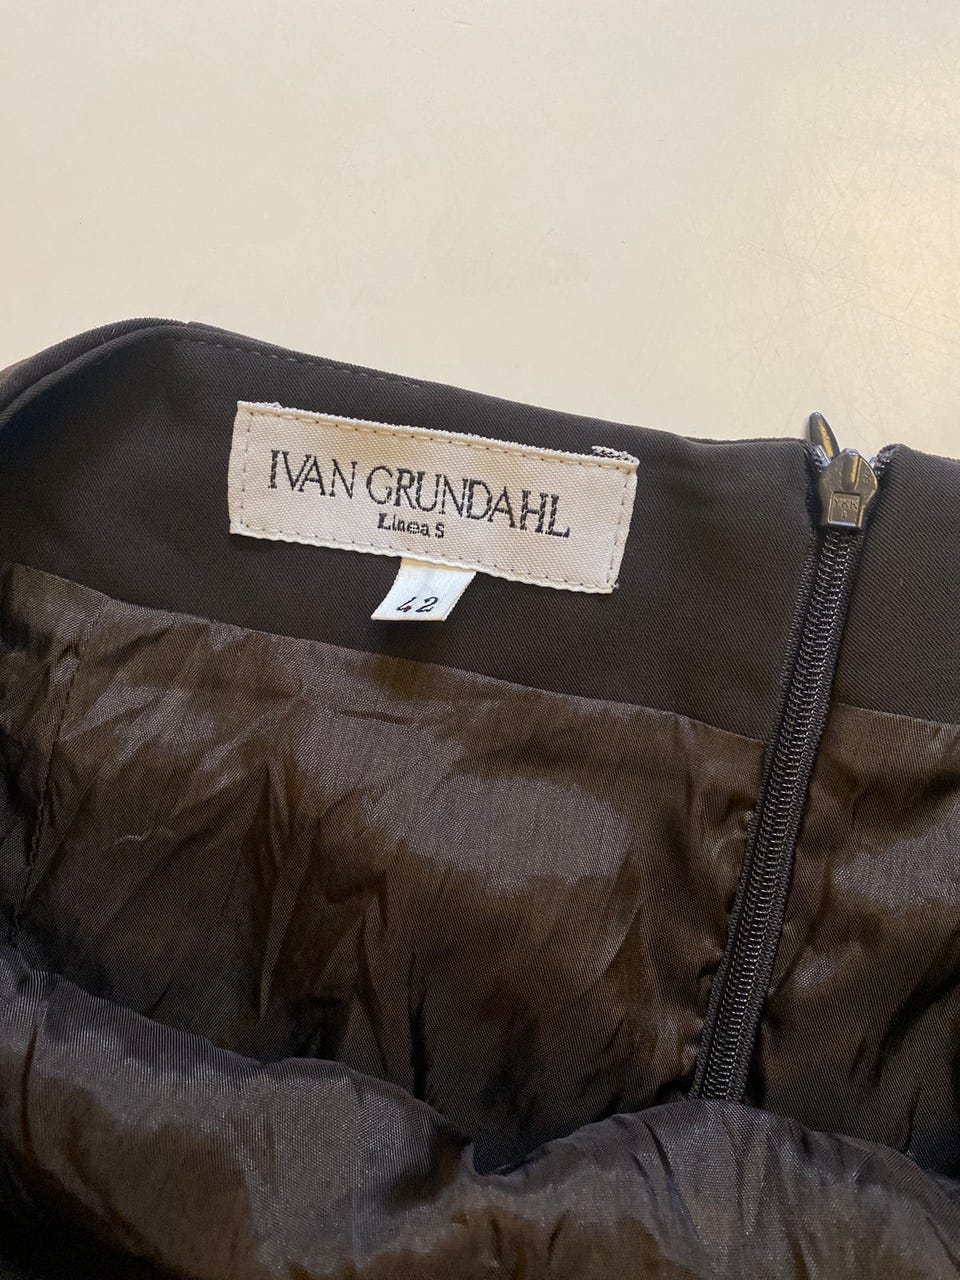 IVAN GRUNDAHL
Linea S
42